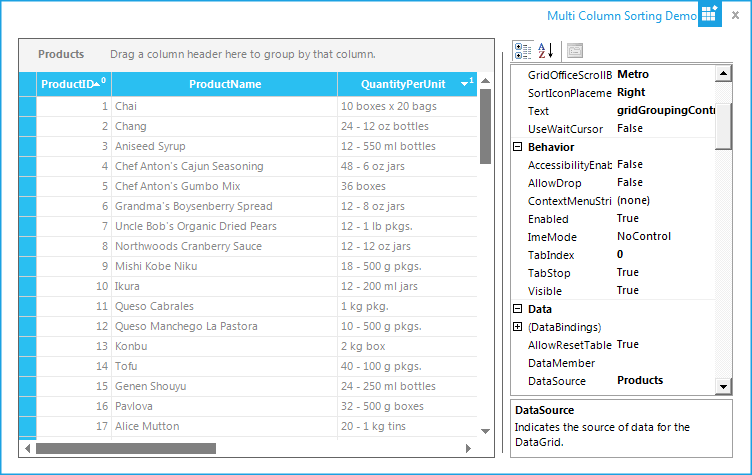 Multi Column Sorting Demo
Products Drag a column header here to group by that column.
ProductID 0 ProductName QuantityPerUnit 1
1 Chai 10 boxes x 20 bags
2 Chang 24 - 12 oz bottles
3 Aniseed Syrup 12 - 550 ml bottles
4 Chef Anton's Cajun Seasoning 48 - 6 oz jars
5 Chef Anton's Gumbo Mix 36 boxes
6 Grandma's Boysenberry Spread 12 - 8 oz jars
7 Uncle Bob's Organic Dried Pears 12 - 1 lb pkgs.
8 Northwoods Cranberry Sauce 12 - 12 oz jars
9 Mishi Kobe Niku 18 - 500 g pkgs.
10 Ikura 12 - 200 ml jars
11 Queso Cabrales 1 kg pkg.
12 Queso Manchego La Pastora 10 - 500 g pkgs.
13 Konbu 2 kg box
14 Tofu 40 - 100 g pkgs.
15 Genen Shouyu 24 - 250 ml bottles
16 Pavlova 32 - 500 g boxes
17 Alice Mutton 20 - 1 kg tins
A
Z
GridOfficeScrollB Metro
SortIconPlaceme Right
Text gridGroupingContr
UseWaitCursor False
Behavior
AccessibilityEnab False
AllowDrop False
ContextMenuStri (none)
Enabled True
ImeMode NoControl
TabIndex 0
TabStop True
Visible True
Data
(DataBindings)
AllowResetTable True
DataMember
DataSource Products
DataSource
Indicates the source of data for the
DataGrid.